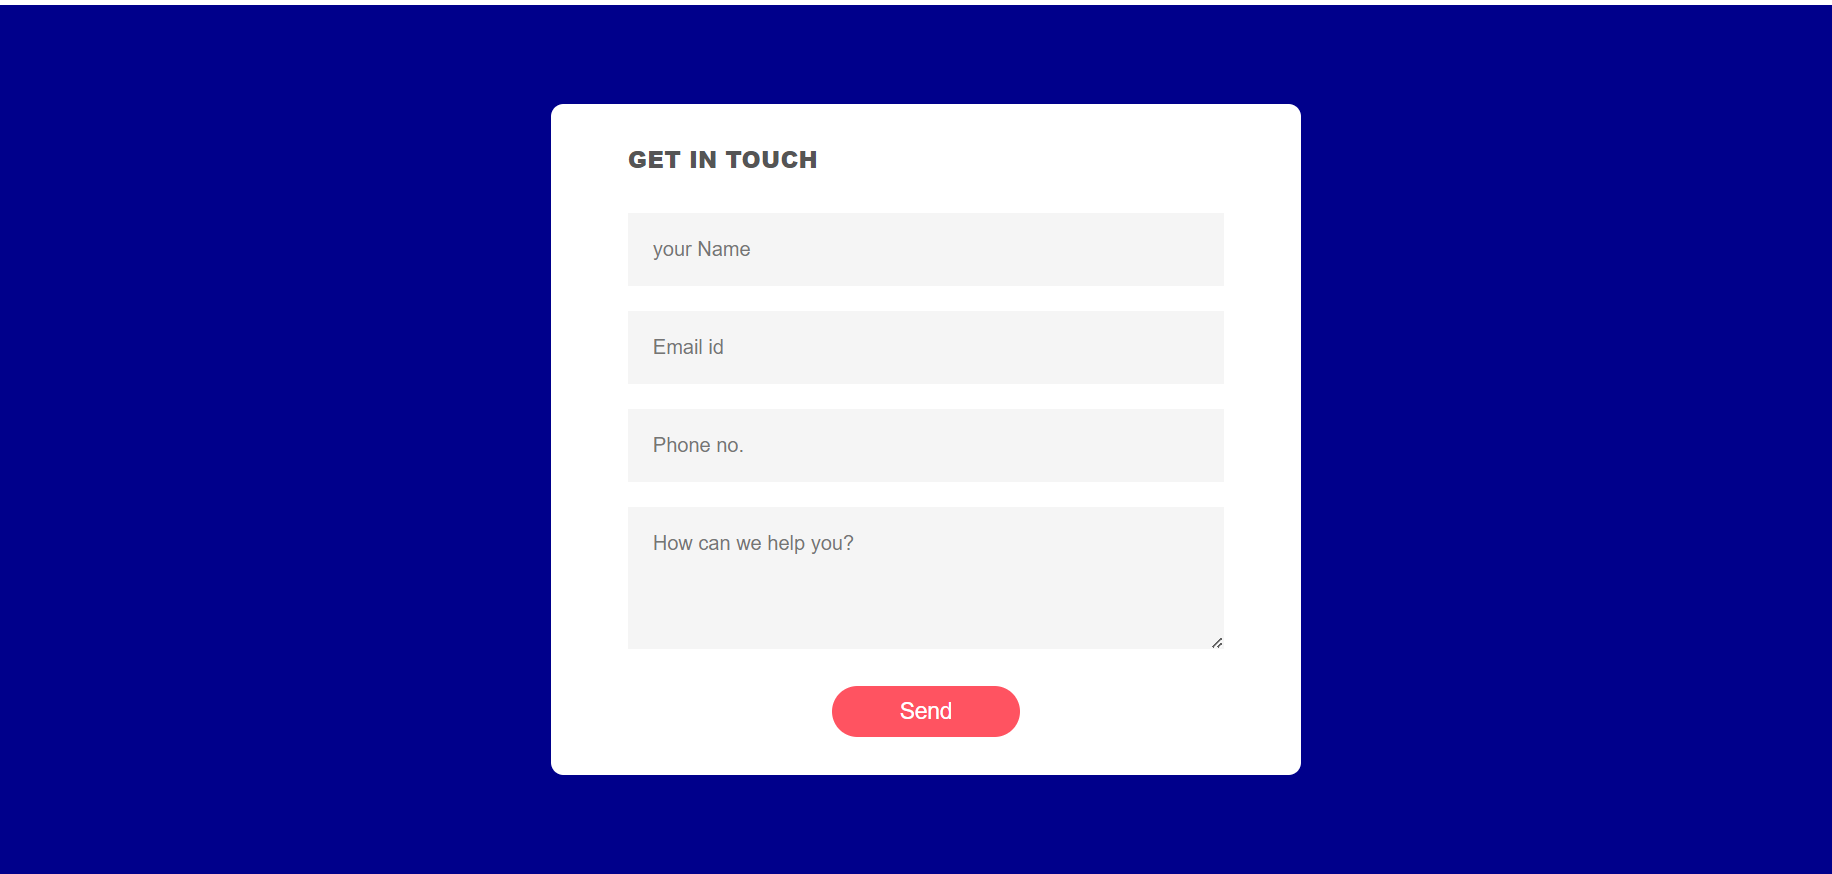 GET IN TOUCH
your Name
Email id
Phone no.
How can we help you?
Send